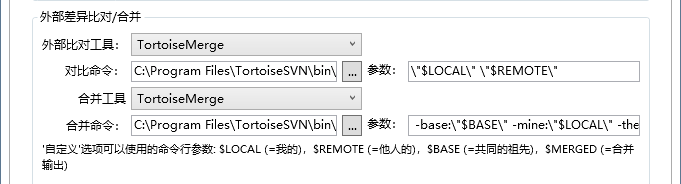 外部差异比对/合并
外部比对工具： TortoiseMerge
对比命令： C:\Program Files\TortoiseSVN\bin\ ... 参数： \"$LOCAL\" \"$REMOTE\"
合并工具 TortoiseMerge
合并命令： C:\Program Files\TortoiseSVN\bin\ ... 参数： -base:\"$BASE\" -mine:\"$LOCAL\" -the
'自定义'选项可以使用的命令行参数: $LOCAL (=我的)，$REMOTE (=他人的)，$BASE (=共同的祖先)，$MERGED (=合并
输出)